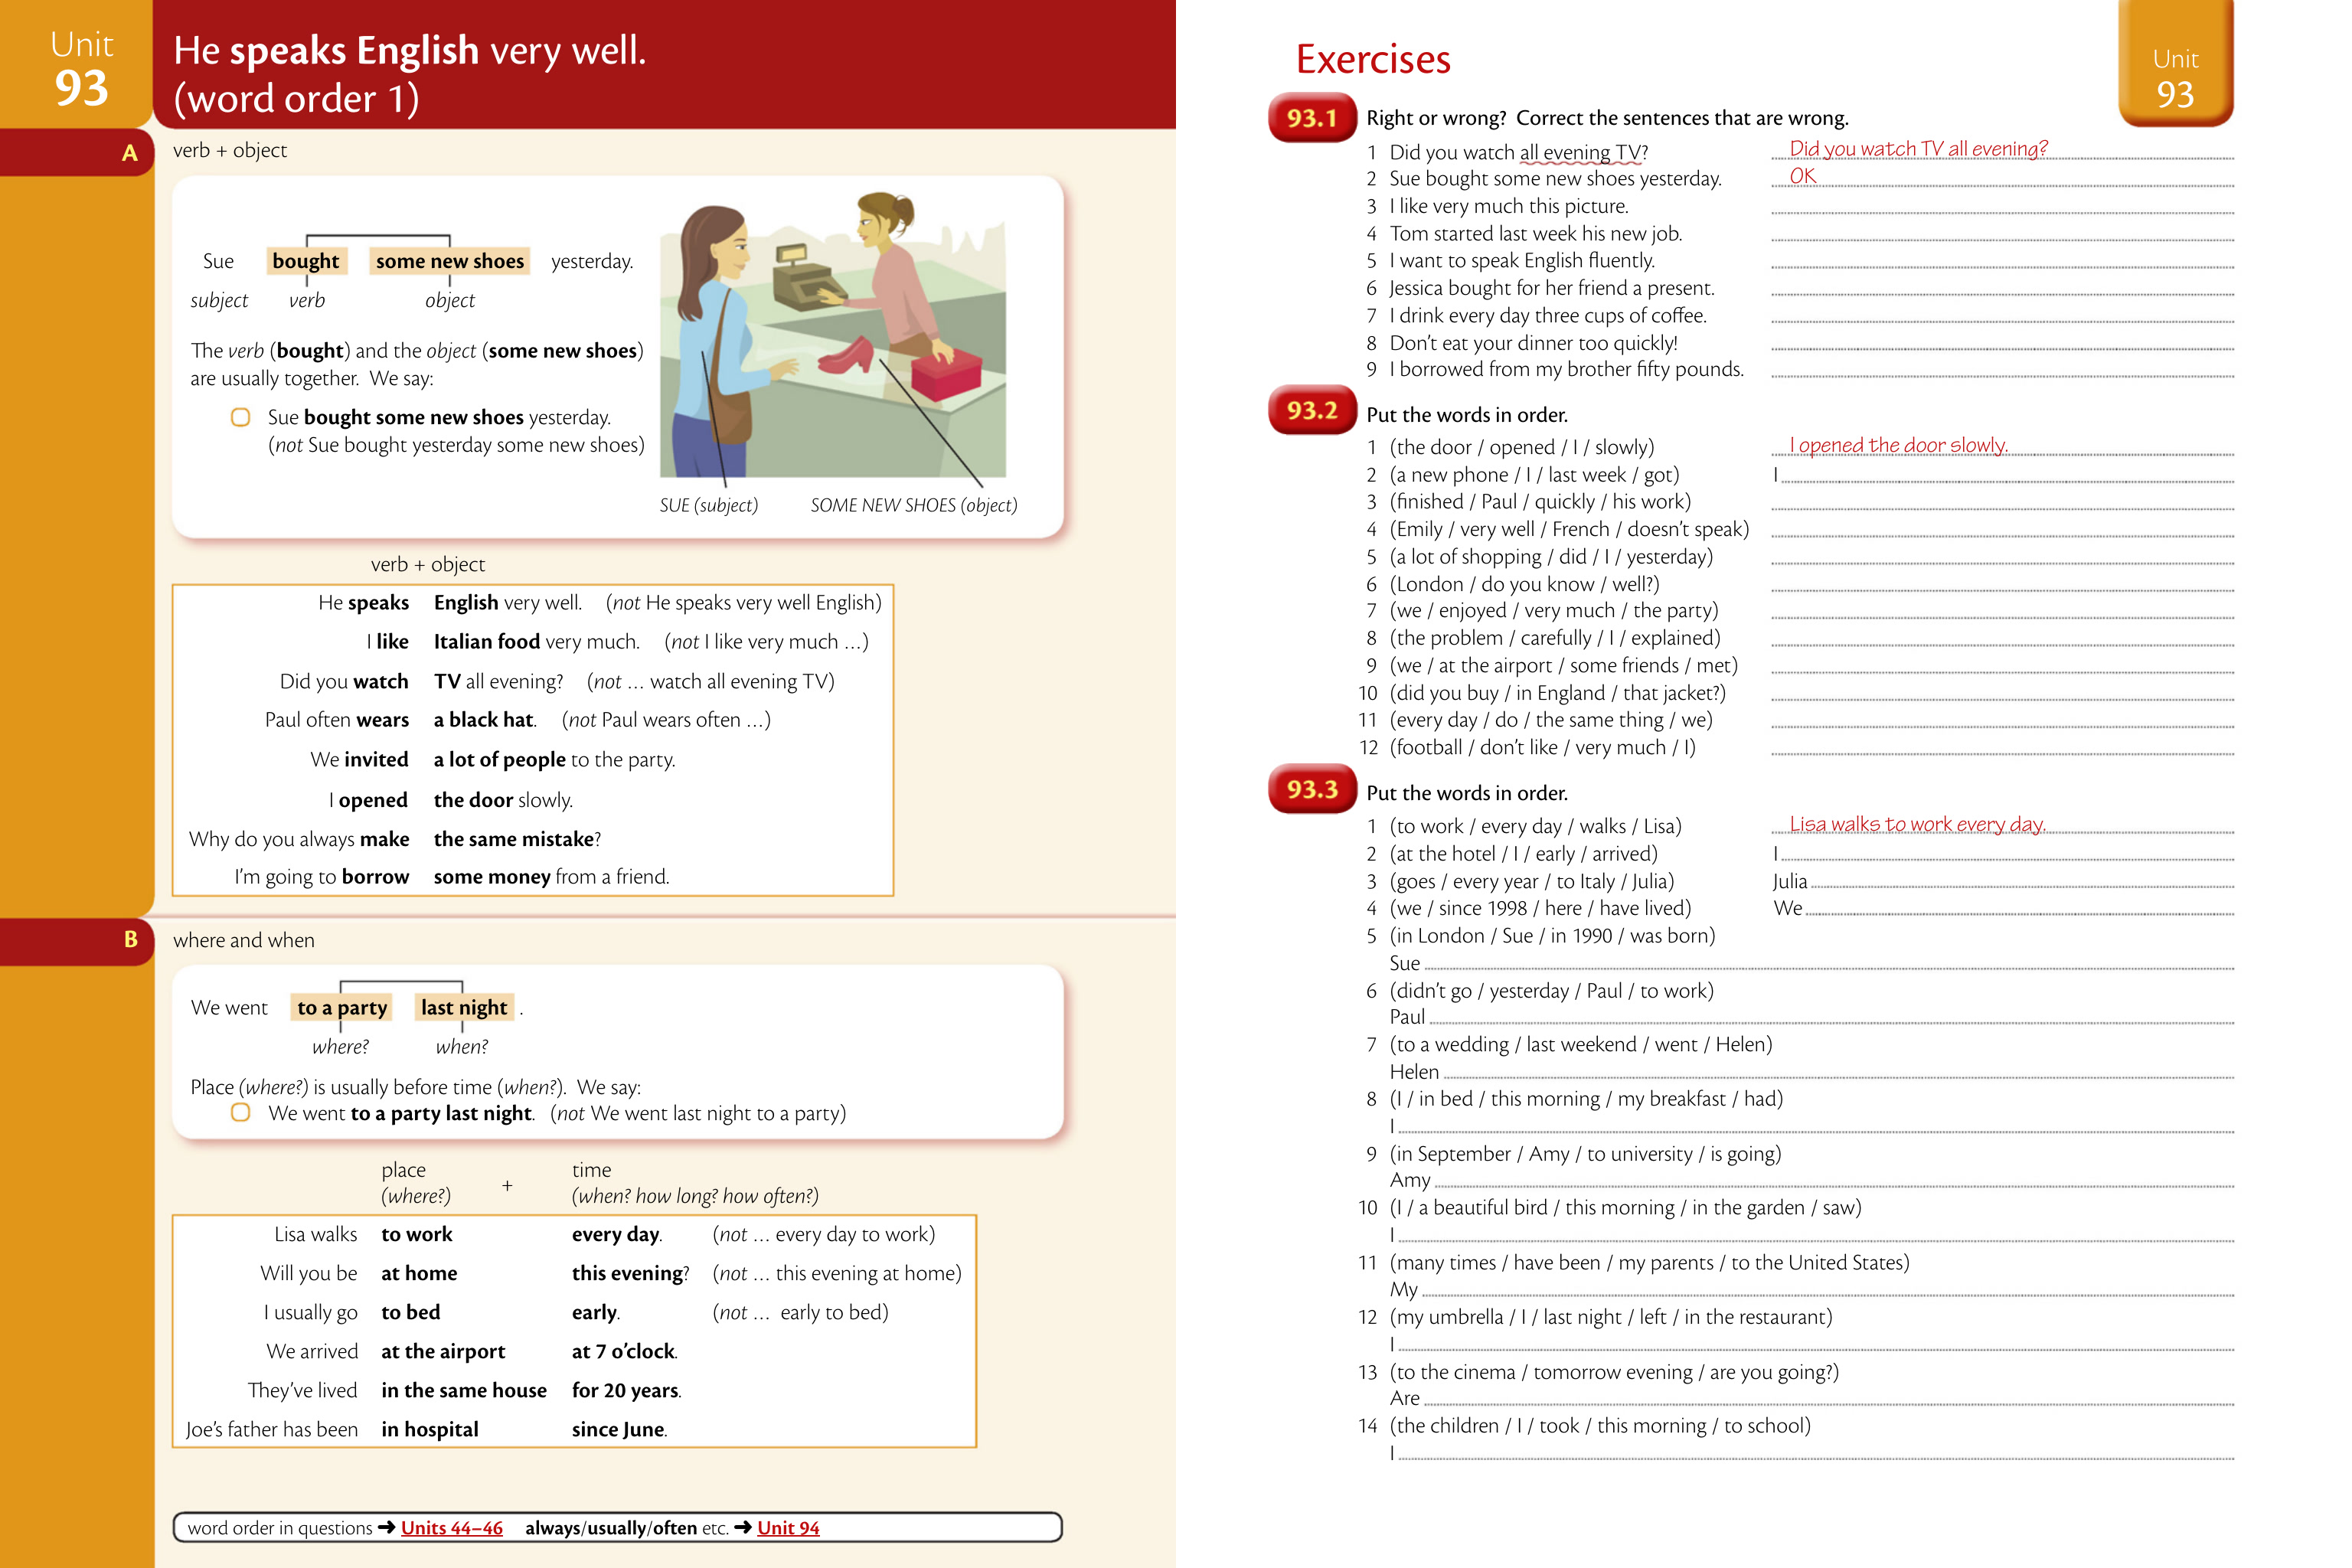 Unit
93
He speaks English very well.
(word order 1)
A
verb + object
Sue bought some new shoes yesterday.
subject verb object
The verb (bought) and the object (some new shoes)
are usually together. We say:
Sue bought some new shoes yesterday.
(not Sue bought yesterday some new shoes)
SUE (subject) SOME NEW SHOES (object)
verb + object
He speaks English very well. (not He speaks very well English)
I like Italian food very much. (not I like very much ...)
Did you watch TV all evening? (not ... watch all evening TV)
Paul often wears a black hat. (not Paul wears often ...)
We invited a lot of people to the party.
I opened the door slowly.
Why do you always make the same mistake?
I'm going to borrow some money from a friend.
B
where and when
We went to a party last night.
where? when?
Place (where?) is usually before time (when?). We say:
We went to a party last night. (not We went last night to a party)
place + time
(where?) (when? how long? how often?)
Lisa walks to work every day. (not ... every day to work)
Will you be at home this evening? (not ... this evening at home)
I usually go to bed early. (not ... early to bed)
We arrived at the airport at 7 o'clock.
They've lived in the same house for 20 years.
Joe's father has been in hospital since June.
word order in questions ➜ Units 44–46 always/usually/often etc. ➜ Unit 94
Exercises
Unit
93
93.1 Right or wrong? Correct the sentences that are wrong.
1 Did you watch all evening TV? Did you watch TV all evening?
2 Sue bought some new shoes yesterday. OK
3 I like very much this picture.
4 Tom started last week his new job.
5 I want to speak English fluently.
6 Jessica bought for her friend a present.
7 I drink every day three cups of coffee.
8 Don't eat your dinner too quickly!
9 I borrowed from my brother fifty pounds.
93.2 Put the words in order.
1 (the door / opened / I / slowly) I opened the door slowly.
2 (a new phone / I / last week / got) I
3 (finished / Paul / quickly / his work)
4 (Emily / very well / French / doesn't speak)
5 (a lot of shopping / did / I / yesterday)
6 (London / do you know / well?)
7 (we / enjoyed / very much / the party)
8 (the problem / carefully / I / explained)
9 (we / at the airport / some friends / met)
10 (did you buy / in England / that jacket?)
11 (every day / do / the same thing / we)
12 (football / don't like / very much / I)
93.3 Put the words in order.
1 (to work / every day / walks / Lisa) Lisa walks to work every day.
2 (at the hotel / I / early / arrived) I
3 (goes / every year / to Italy / Julia) Julia
4 (we / since 1998 / here / have lived) We
5 (in London / Sue / in 1990 / was born)
Sue
6 (didn't go / yesterday / Paul / to work)
Paul
7 (to a wedding / last weekend / went / Helen)
Helen
8 (I / in bed / this morning / my breakfast / had)
I
9 (in September / Amy / to university / is going)
Amy
10 (I / a beautiful bird / this morning / in the garden / saw)
I
11 (many times / have been / my parents / to the United States)
My
12 (my umbrella / I / last night / left / in the restaurant)
I
13 (to the cinema / tomorrow evening / are you going?)
Are
14 (the children / I / took / this morning / to school)
I